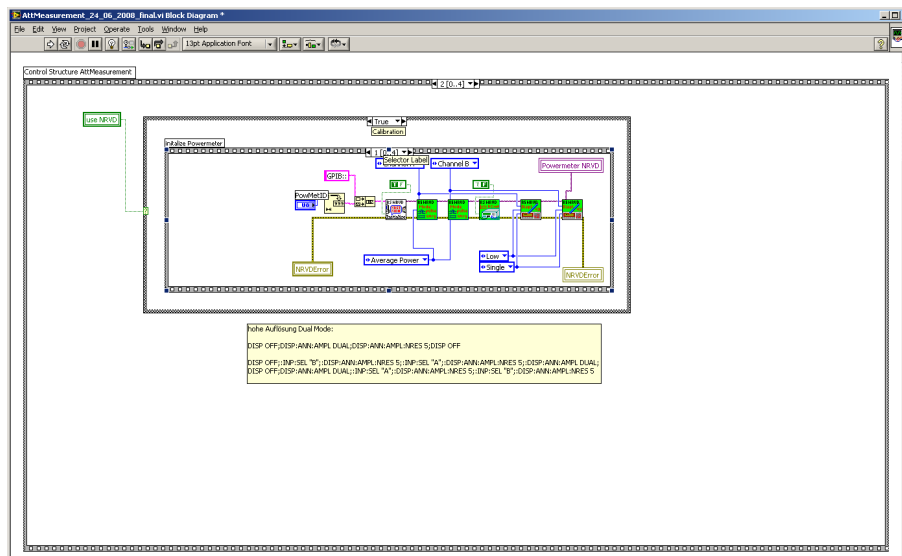 AttMeasurement_24_06_2008_final.vi Block Diagram *
File Edit View Project Operate Tools Window Help
13pt Application Font
Control Structure AttMeasurement
2 [0..4]
use NRVD
True
Calibration
Initalize Powermeter
1 [0..4]
Selector Label
Channel B
Powermeter NRVD
GPIB::
PowMetID
Average Power
Low
Single
NRVDError
NRVDError
hohe Auflösung Dual Mode:
DISP OFF;DISP:ANN:AMPL DUAL;DISP:ANN:AMPL:NRES 5;DISP OFF
DISP OFF;:INP:SEL "B";:DISP:ANN:AMPL:NRES 5;:INP:SEL "A";:DISP:ANN:AMPL:NRES 5;:DISP:ANN:AMPL DUAL;
DISP OFF;DISP:ANN:AMPL DUAL;:INP:SEL "A";:DISP:ANN:AMPL:NRES 5;:INP:SEL "B";:DISP:ANN:AMPL:NRES 5